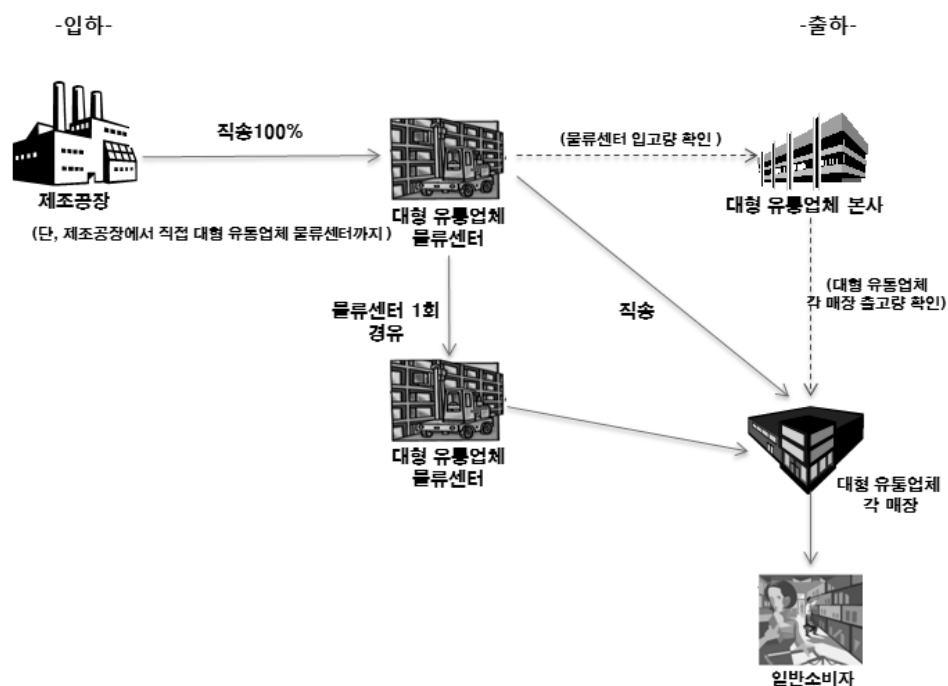 -입하-
-출하-
직송100%
(물류센터 입고량 확인 )
제조공장
(단, 제조공장에서 직접 대형 유통업체 물류센터까지 )
대형 유통업체
물류센터
대형 유통업체 본사
물류센터 1회
경유
직송
(대형 유통업체
각 매장 출고량 확인)
대형 유통업체
물류센터
대형 유통업체
각 매장
일반소비자